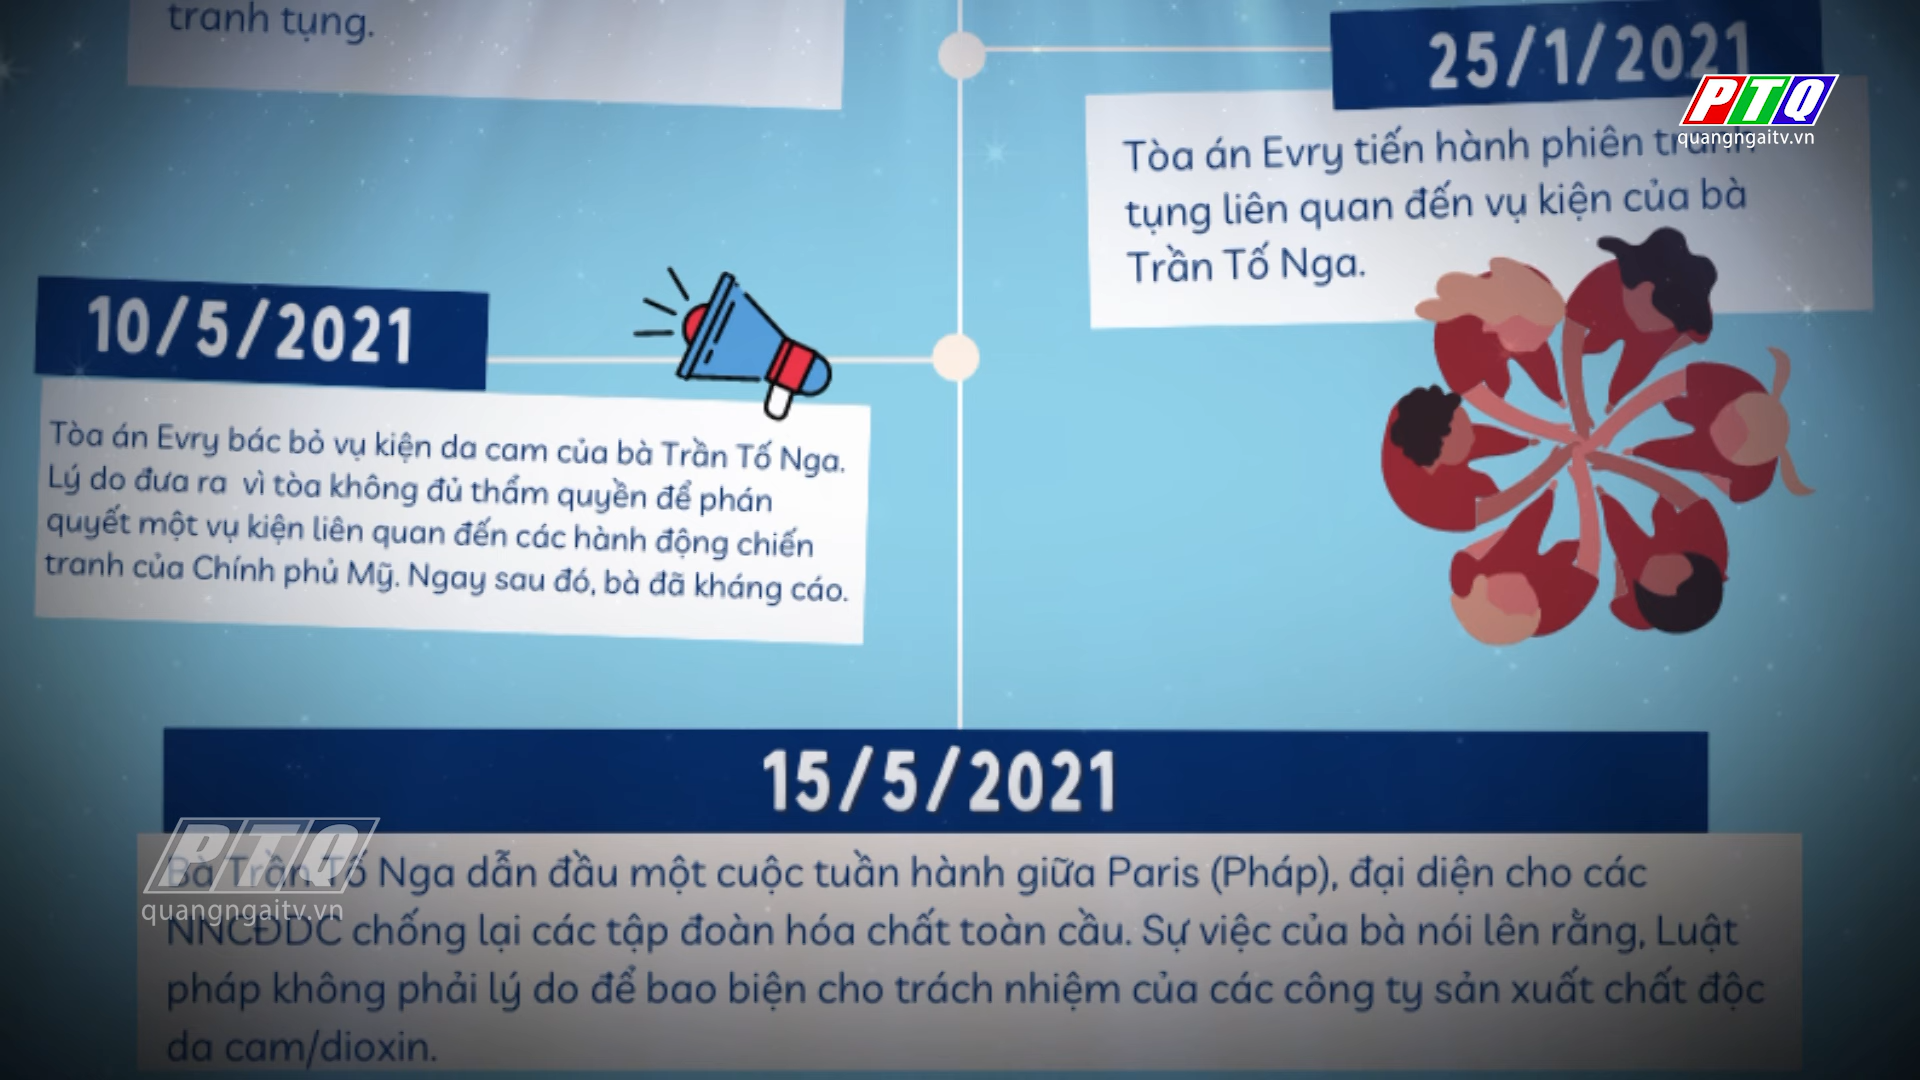 tranh tụng.
25/1/2021
PTQ
quangngaitv.vn
Tòa án Evry tiến hành phiên tranh
tụng liên quan đến vụ kiện của bà
Trần Tố Nga.
10/5/2021
Tòa án Evry bác bỏ vụ kiện da cam của bà Trần Tố Nga.
Lý do đưa ra vì tòa không đủ thẩm quyền để phán
quyết một vụ kiện liên quan đến các hành động chiến
tranh của Chính phủ Mỹ. Ngay sau đó, bà đã kháng cáo.
15/5/2021
Bà Trần Tố Nga dẫn đầu một cuộc tuần hành giữa Paris (Pháp), đại diện cho các
NNCĐDC chống lại các tập đoàn hóa chất toàn cầu. Sự việc của bà nói lên rằng, Luật
pháp không phải lý do để bao biện cho trách nhiệm của các công ty sản xuất chất độc
da cam/dioxin.
PTQ
quangngaitv.vn